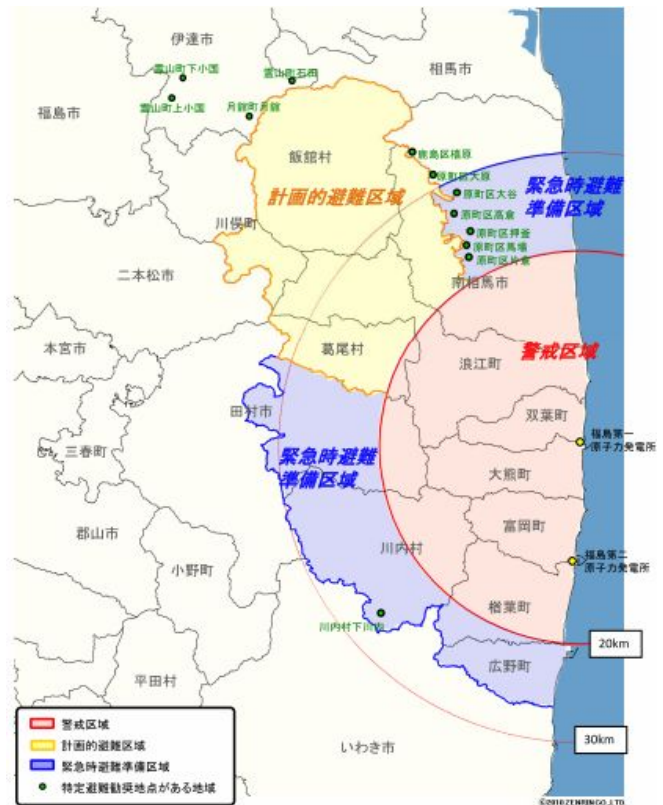 伊達市
霊山町下小国
霊山町石田
相馬市
霊山町上小国
月舘町月舘
福島市
飯舘村
鹿島区橲原
原町区大原
緊急時避難
準備区域
原町区大谷
計画的避難区域
原町区高倉
川俣町
原町区押釜
原町区馬場
原町区片倉
二本松市
南相馬市
葛尾村
本宮市
浪江町
警戒区域
田村市
双葉町
福島第一
原子力発電所
三春町
緊急時避難
準備区域
大熊町
富岡町
郡山市
川内村
小野町
福島第二
原子力発電所
楢葉町
川内村下川内
20km
広野町
平田村
30km
いわき市
警戒区域
計画的避難区域
緊急時避難準備区域
特定避難勧奨地点がある地域
©2010 ZENRIN CO., LTD.